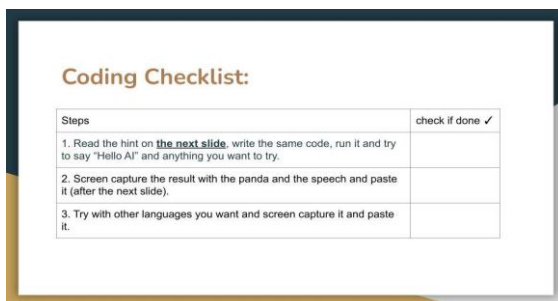 Coding Checklist:
Steps
check if done ✓
1. Read the hint on the next slide, write the same code, run it and try
to say “Hello AI” and anything you want to try.
2. Screen capture the result with the panda and the speech and paste
it (after the next slide).
3. Try with other languages you want and screen capture it and paste
it.